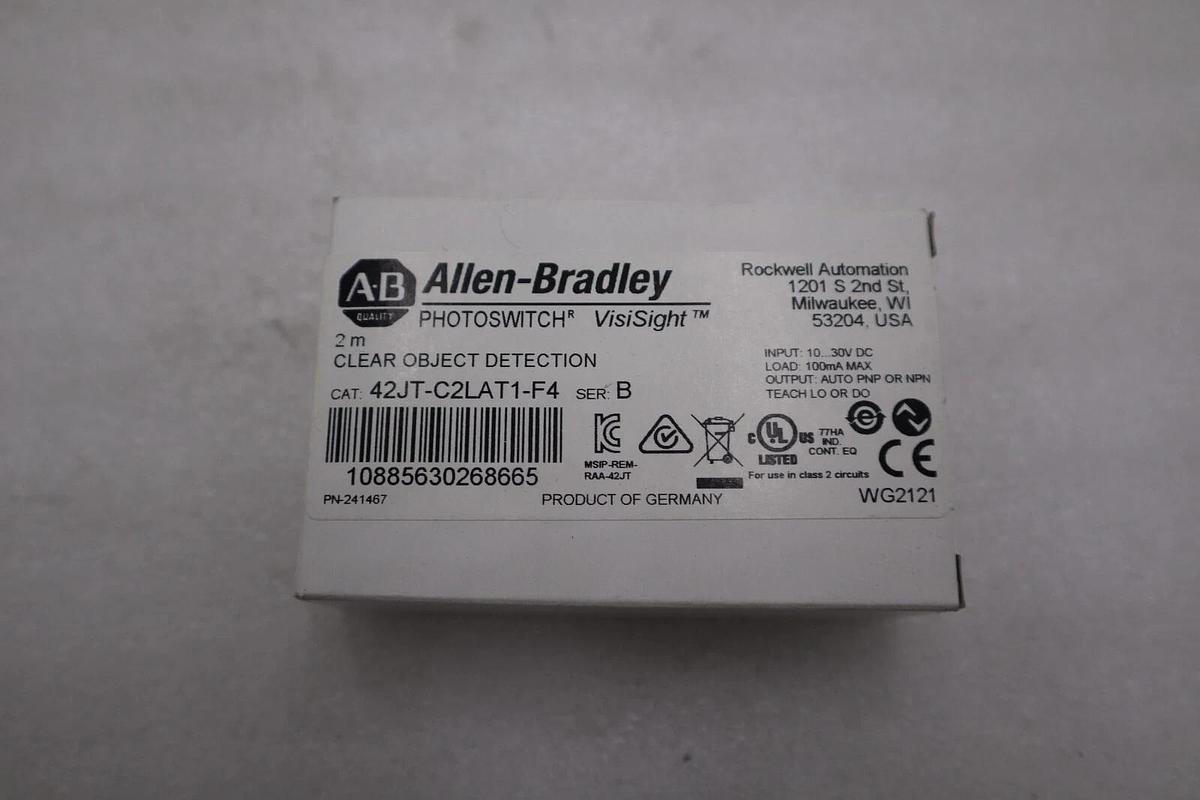 A·B
QUALITY
Allen-Bradley
PHOTOSWITCHᴿ VisiSight™
Rockwell Automation
1201 S 2nd St,
Milwaukee, WI
53204, USA
2 m
CLEAR OBJECT DETECTION
CAT: 42JT-C2LAT1-F4 SER: B
INPUT: 10...30V DC
LOAD: 100mA MAX
OUTPUT: AUTO PNP OR NPN
TEACH LO OR DO
10885630268665
PN-241467
MSIP-REM-
RAA-42JT
c UL US
LISTED
77HA
IND.
CONT. EQ
For use in class 2 circuits
CE
PRODUCT OF GERMANY
WG2121